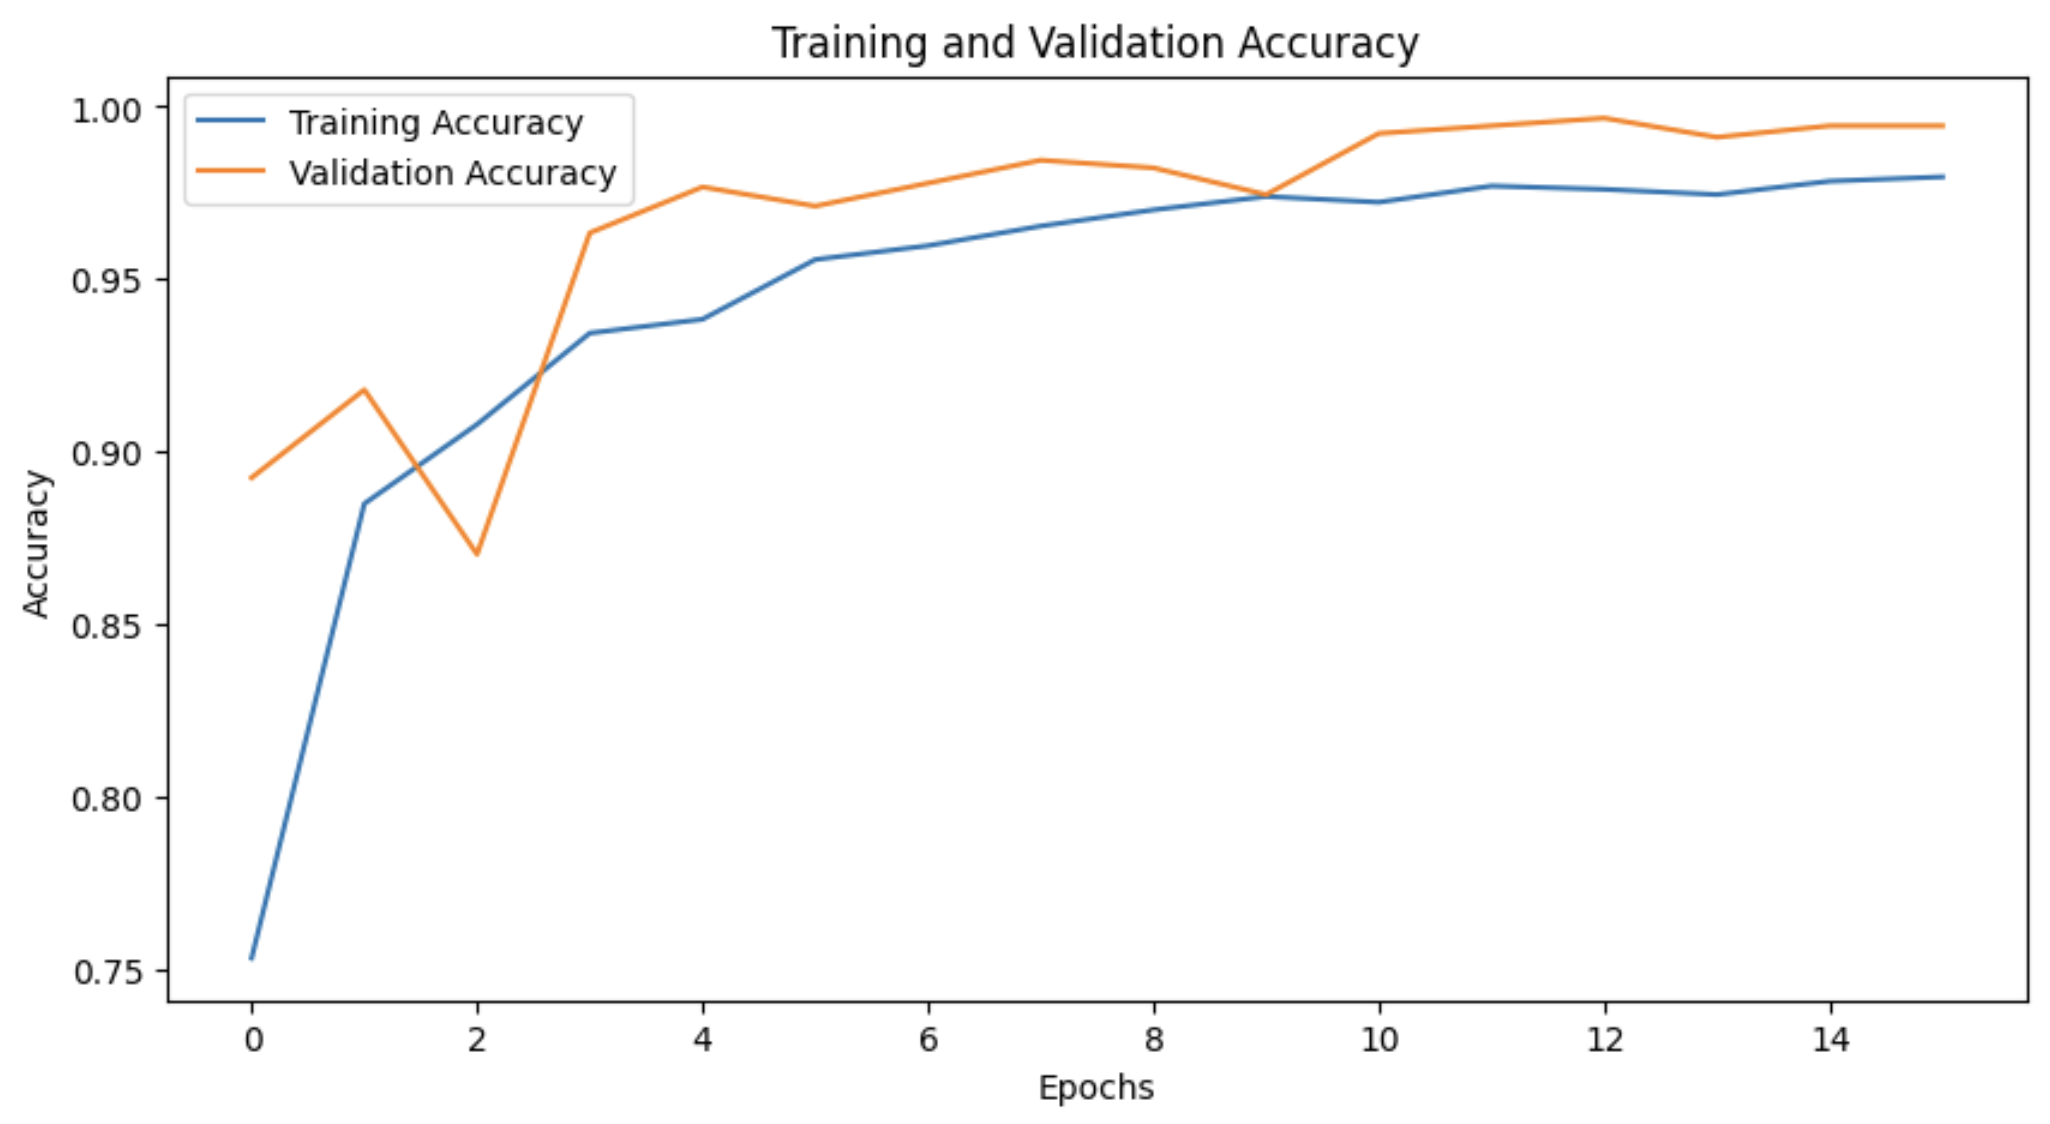 Training and Validation Accuracy
Training Accuracy
Validation Accuracy
1.00
0.95
0.90
0.85
0.80
0.75
Accuracy
0 2 4 6 8 10 12 14
Epochs